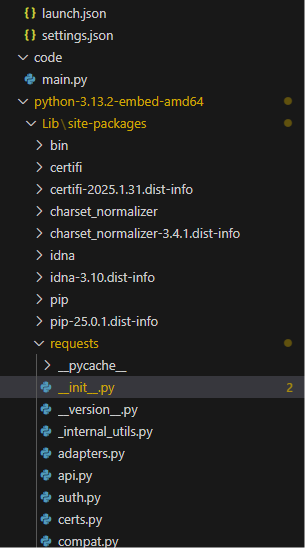 launch.json
settings.json
code
main.py
python-3.13.2-embed-amd64
Lib\site-packages
bin
certifi
certifi-2025.1.31.dist-info
charset_normalizer
charset_normalizer-3.4.1.dist-info
idna
idna-3.10.dist-info
pip
pip-25.0.1.dist-info
requests
__pycache__
__init__.py 2
__version__.py
_internal_utils.py
adapters.py
api.py
auth.py
certs.py
compat.py